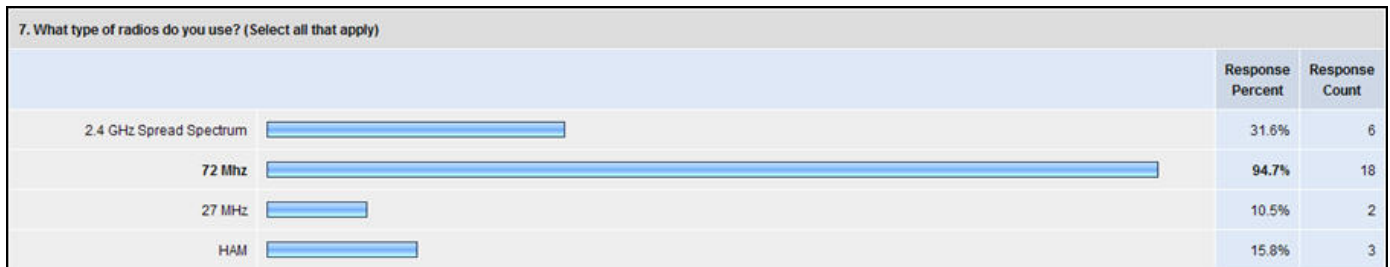 7. What type of radios do you use? (Select all that apply)
Response Percent
Response Count
2.4 GHz Spread Spectrum 31.6% 6
72 Mhz 94.7% 18
27 MHz 10.5% 2
HAM 15.8% 3